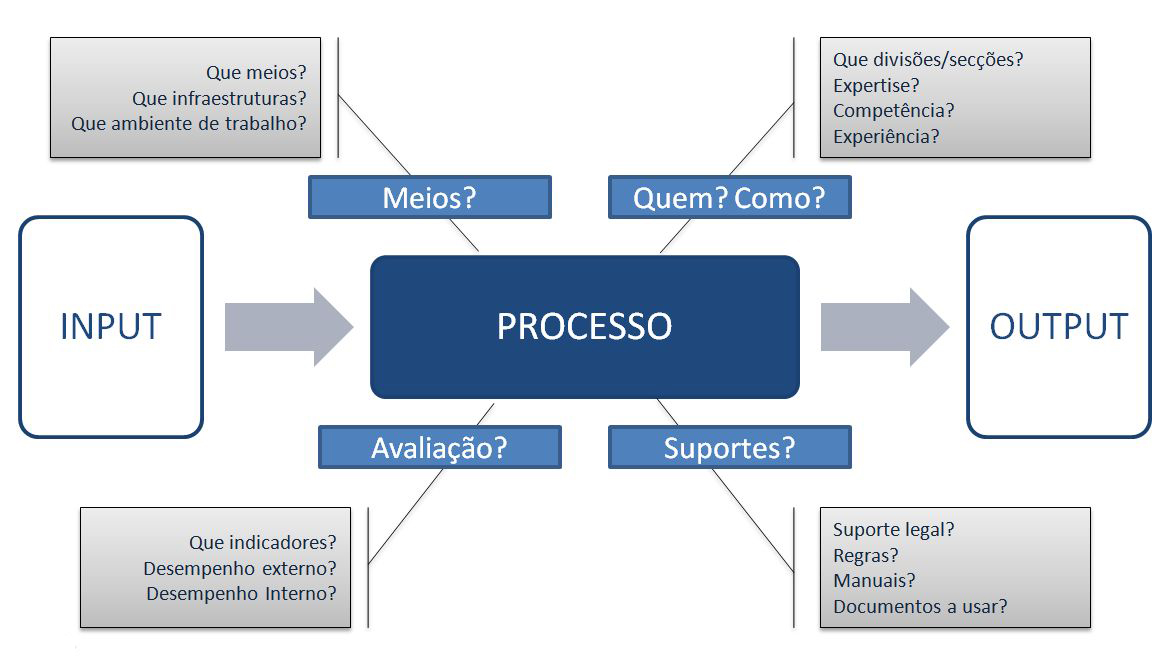 Que meios?
Que infraestruturas?
Que ambiente de trabalho?
Que divisões/secções?
Expertise?
Competência?
Experiência?
Meios?
Quem? Como?
INPUT
PROCESSO
OUTPUT
Avaliação?
Suportes?
Que indicadores?
Desempenho externo?
Desempenho Interno?
Suporte legal?
Regras?
Manuais?
Documentos a usar?